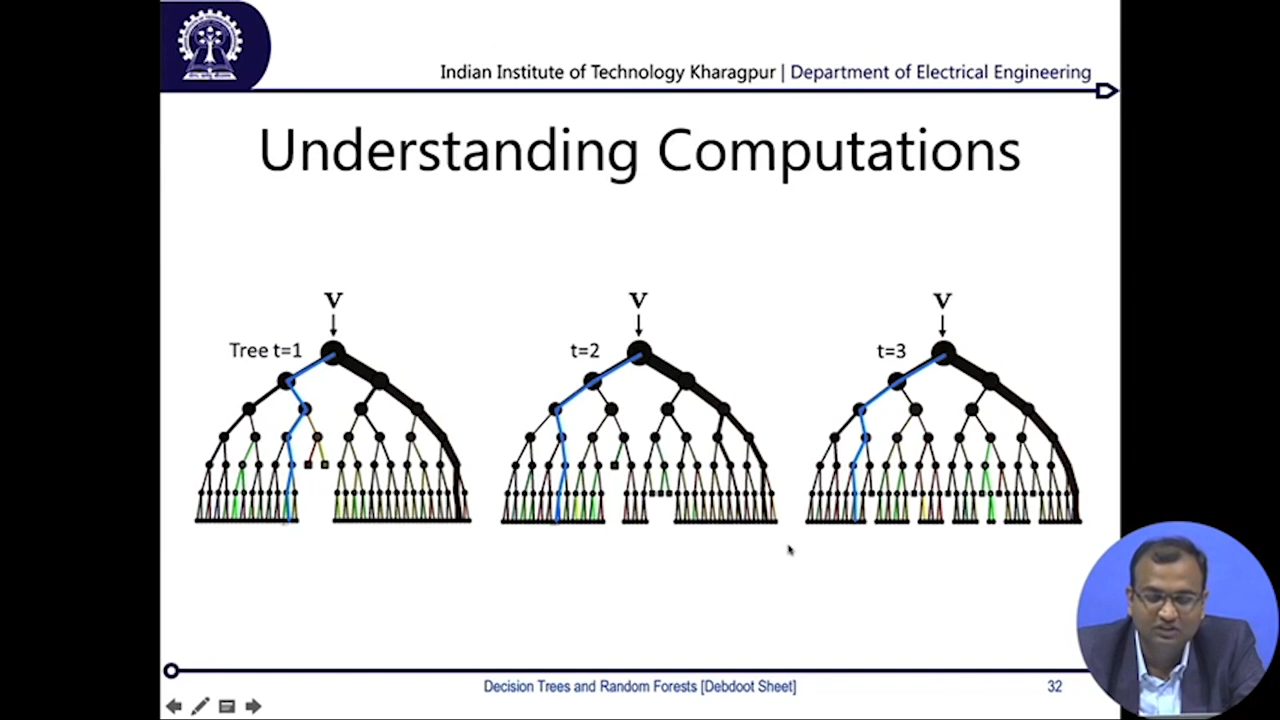 Indian Institute of Technology Kharagpur | Department of Electrical Engineering
Understanding Computations
v v v
Tree t=1 t=2 t=3
Decision Trees and Random Forests [Debdoot Sheet] 32